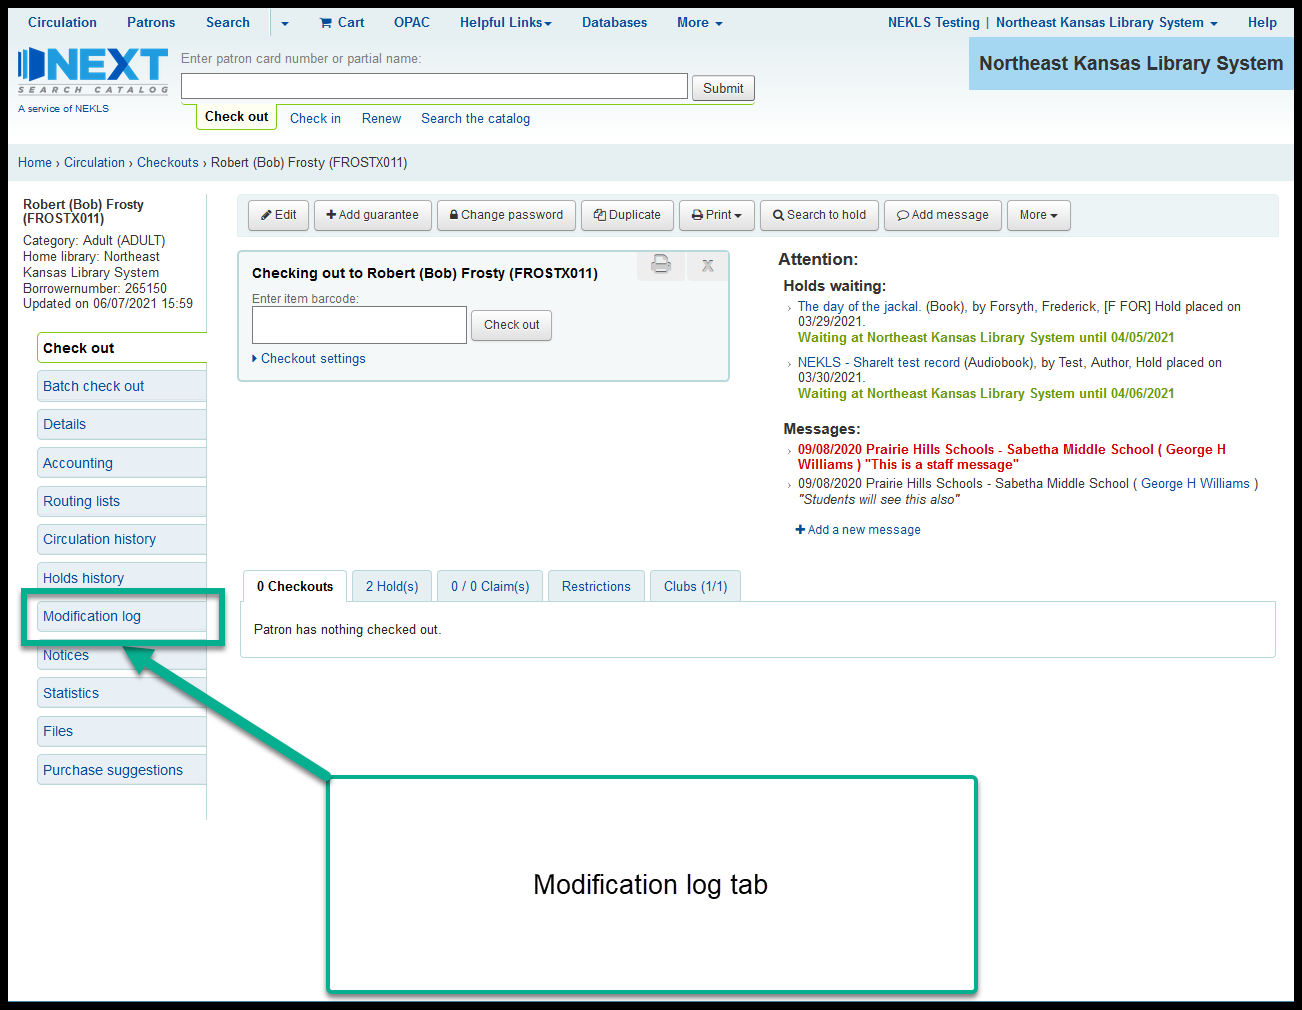 Circulation Patrons Search Cart OPAC Helpful Links Databases More NEKLS Testing | Northeast Kansas Library System Help
NEXT
SEARCH CATALOG
A service of NEKLS
Enter patron card number or partial name:
Submit
Check out Check in Renew Search the catalog
Northeast Kansas Library System
Home › Circulation › Checkouts › Robert (Bob) Frosty (FROSTX011)
Robert (Bob) Frosty
(FROSTX011)
Category: Adult (ADULT)
Home library: Northeast
Kansas Library System
Borrowernumber: 265150
Updated on 06/07/2021 15:59
Check out
Batch check out
Details
Accounting
Routing lists
Circulation history
Holds history
Modification log
Notices
Statistics
Files
Purchase suggestions
Edit Add guarantee Change password Duplicate Print Search to hold Add message More
Checking out to Robert (Bob) Frosty (FROSTX011)
X
Enter item barcode:
Check out
Checkout settings
Attention:
Holds waiting:
› The day of the jackal. (Book), by Forsyth, Frederick, [F FOR] Hold placed on
03/29/2021.
Waiting at Northeast Kansas Library System until 04/05/2021
› NEKLS - ShareIt test record (Audiobook), by Test, Author, Hold placed on
03/30/2021.
Waiting at Northeast Kansas Library System until 04/06/2021
Messages:
› 09/08/2020 Prairie Hills Schools - Sabetha Middle School ( George H
Williams ) "This is a staff message"
› 09/08/2020 Prairie Hills Schools - Sabetha Middle School ( George H Williams )
"Students will see this also"
Add a new message
0 Checkouts 2 Hold(s) 0 / 0 Claim(s) Restrictions Clubs (1/1)
Patron has nothing checked out.
Modification log tab